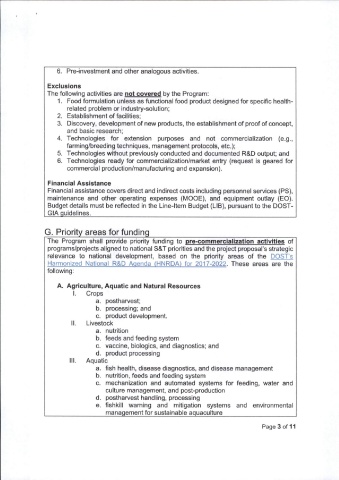 6. Pre-investment and other analogous activities.
Exclusions
The following activities are not covered by the Program:
1. Food formulation unless as functional food product designed for specific health-
related problem or industry-solution;
2. Establishment of facilities;
3. Discovery, development of new products, the establishment of proof of concept,
and basic research;
4. Technologies for extension purposes and not commercialization (e.g.,
farming/breeding techniques, management protocols, etc.);
5. Technologies without previously conducted and documented R&D output; and
6. Technologies ready for commercialization/market entry (request is geared for
commercial production/manufacturing and expansion).
Financial Assistance
Financial assistance covers direct and indirect costs including personnel services (PS),
maintenance and other operating expenses (MOOE), and equipment outlay (EO).
Budget details must be reflected in the Line-Item Budget (LIB), pursuant to the DOST-
GIA guidelines.
G. Priority areas for funding
The Program shall provide priority funding to pre-commercialization activities of
programs/projects aligned to national S&T priorities and the project proposal's strategic
relevance to national development, based on the priority areas of the DOST's
Harmonized National R&D Agenda (HNRDA) for 2017-2022. These areas are the
following:
A. Agriculture, Aquatic and Natural Resources
I. Crops
a. postharvest;
b. processing; and
c. product development.
II. Livestock
a. nutrition
b. feeds and feeding system
c. vaccine, biologics, and diagnostics; and
d. product processing
III. Aquatic
a. fish health, disease diagnostics, and disease management
b. nutrition, feeds and feeding system
c. mechanization and automated systems for feeding, water and
culture management, and post-production
d. postharvest handling, processing
e. fishkill warning and mitigation systems and environmental
management for sustainable aquaculture
Page 3 of 11